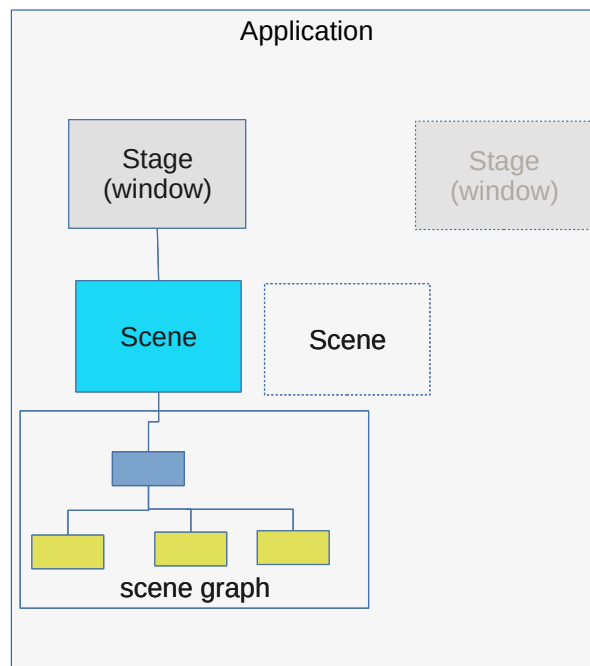 Application
Stage
(window)
Stage
(window)
Scene
Scene
scene graph